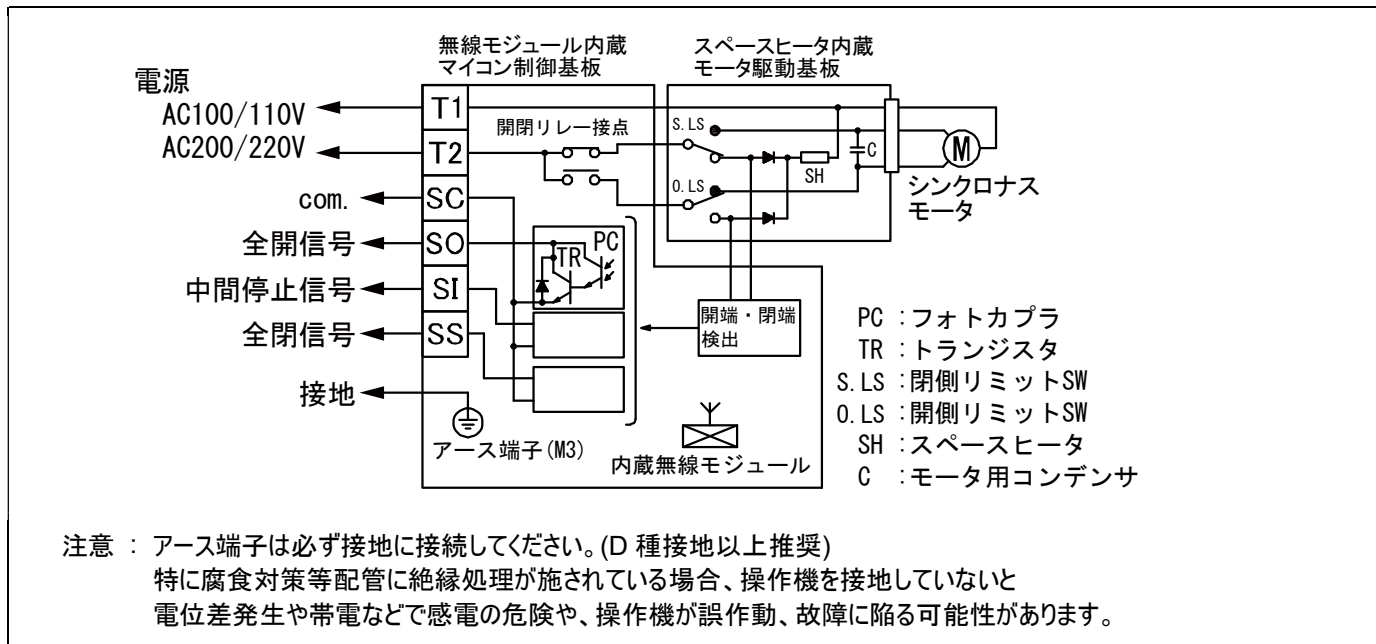 無線モジュール内蔵
マイコン制御基板
スペースヒータ内蔵
モータ駆動基板
電源
AC100/110V
AC200/220V
T1
T2
SC
SO
SI
SS
com.
全開信号
中間停止信号
全閉信号
接地
開閉リレー接点
S.LS
O.LS
SH
C
M
シンクロナス
モータ
PC
TR
開端・閉端
検出
アース端子(M3)
内蔵無線モジュール
PC :フォトカプラ
TR :トランジスタ
S.LS :閉側リミットSW
O.LS :開側リミットSW
SH :スペースヒータ
C :モータ用コンデンサ
注意 : アース端子は必ず接地に接続してください。(D 種接地以上推奨)
特に腐食対策等配管に絶縁処理が施されている場合、操作機を接地していないと
電位差発生や帯電などで感電の危険や、操作機が誤作動、故障に陥る可能性があります。